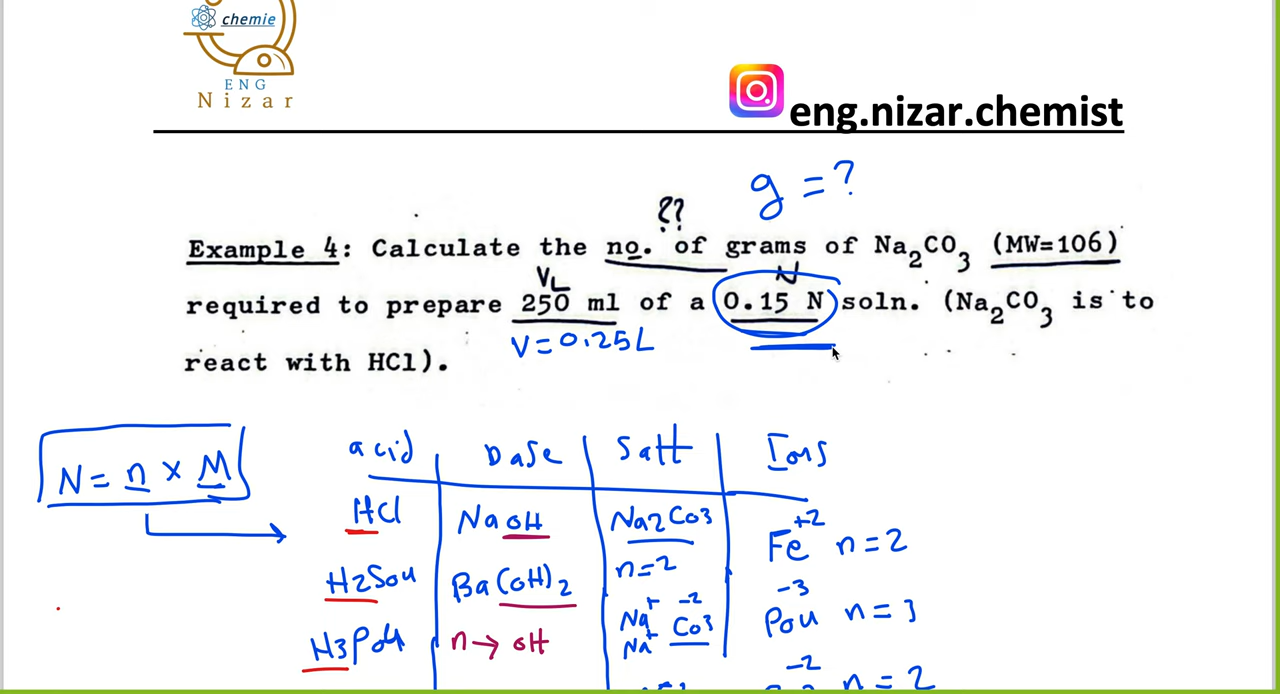 chemie
ENG
Nizar
eng.nizar.chemist
g = ?
??
Example 4: Calculate the no. of grams of Na2CO3 (MW=106)
VL N
required to prepare 250 ml of a 0.15 N soln. (Na2CO3 is to
V=0.25L
react with HCl).
N = n × M
acid Base Salt Ions
HCl NaOH Na2CO3 Fe+2 n=2
H2SO4 Ba(OH)2 n=2 PO4-3 n=3
H3PO4 n→OH Na+ CO3-2
Na+
-2 n=2